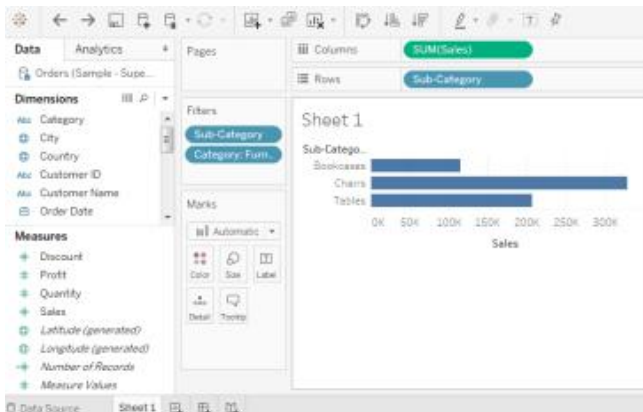 Data
Analytics
Pages
Columns
SUM(Sales)
Orders (Sample - Supe...
Rows
Sub-Category
Dimensions
Filters
Abc Category
City
Country
Abc Customer ID
Abc Customer Name
Order Date
Sub-Category
Category: Furn..
Sheet 1
Sub-Catego...
Bookcases
Chairs
Tables
0K 50K 100K 150K 200K 250K 300K
Sales
Marks
Automatic
Color Size Label
Detail Tooltip
Measures
Discount
Profit
Quantity
Sales
Latitude (generated)
Longitude (generated)
Number of Records
Measure Values
Data Source
Sheet 1